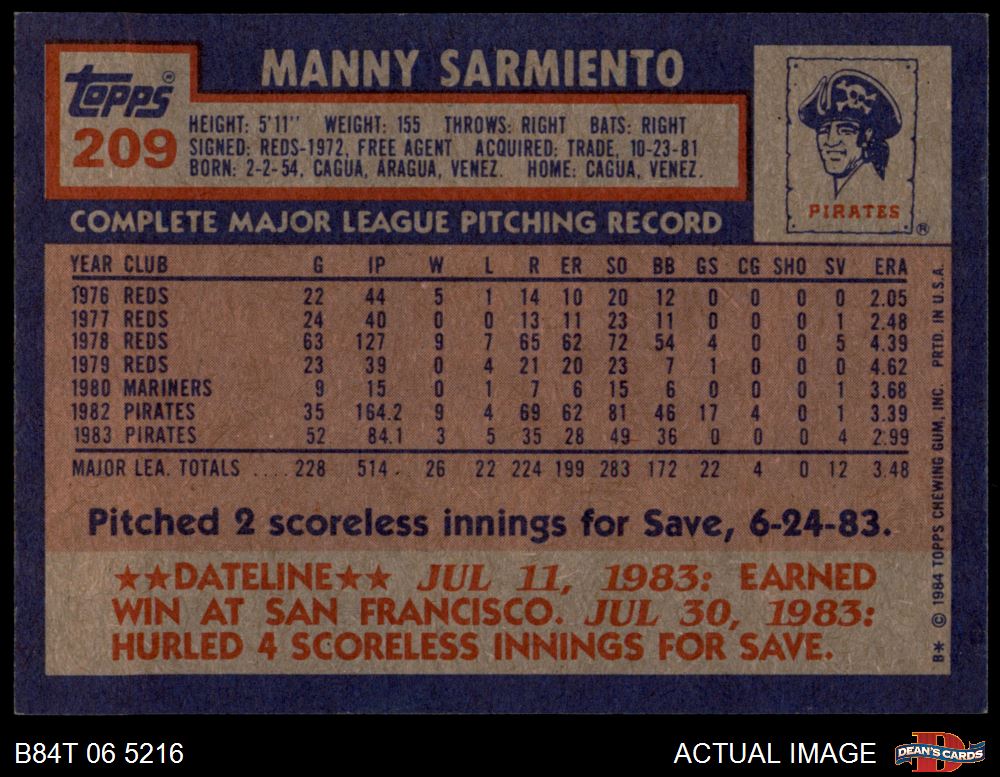 Topps®
209
MANNY SARMIENTO
HEIGHT: 5'11" WEIGHT: 155 THROWS: RIGHT BATS: RIGHT
SIGNED: REDS-1972, FREE AGENT ACQUIRED: TRADE, 10-23-81
BORN: 2-2-54, CAGUA, ARAGUA, VENEZ. HOME: CAGUA, VENEZ.
PIRATES
®
COMPLETE MAJOR LEAGUE PITCHING RECORD
YEAR CLUB G IP W L R ER SO BB GS CG SHO SV ERA
1976 REDS 22 44 5 1 14 10 20 12 0 0 0 0 2.05
1977 REDS 24 40 0 0 13 11 23 11 0 0 0 1 2.48
1978 REDS 63 127 9 7 65 62 72 54 4 0 0 5 4.39
1979 REDS 23 39 0 4 21 20 23 7 1 0 0 0 4.62
1980 MARINERS 9 15 0 1 7 6 15 6 0 0 0 1 3.68
1982 PIRATES 35 164.2 9 4 69 62 81 46 17 4 0 1 3.39
1983 PIRATES 52 84.1 3 5 35 28 49 36 0 0 0 4 2.99
MAJOR LEA. TOTALS .... 228 514 . 26 22 224 199 283 172 22 4 0 12 3.48
Pitched 2 scoreless innings for Save, 6-24-83.
★★DATELINE★★ JUL 11, 1983: EARNED
WIN AT SAN FRANCISCO. JUL 30, 1983:
HURLED 4 SCORELESS INNINGS FOR SAVE.
B* © 1984 TOPPS CHEWING GUM, INC. PRTD. IN U.S.A.
B84T 06 5216
ACTUAL IMAGE
DEAN'S CARDS